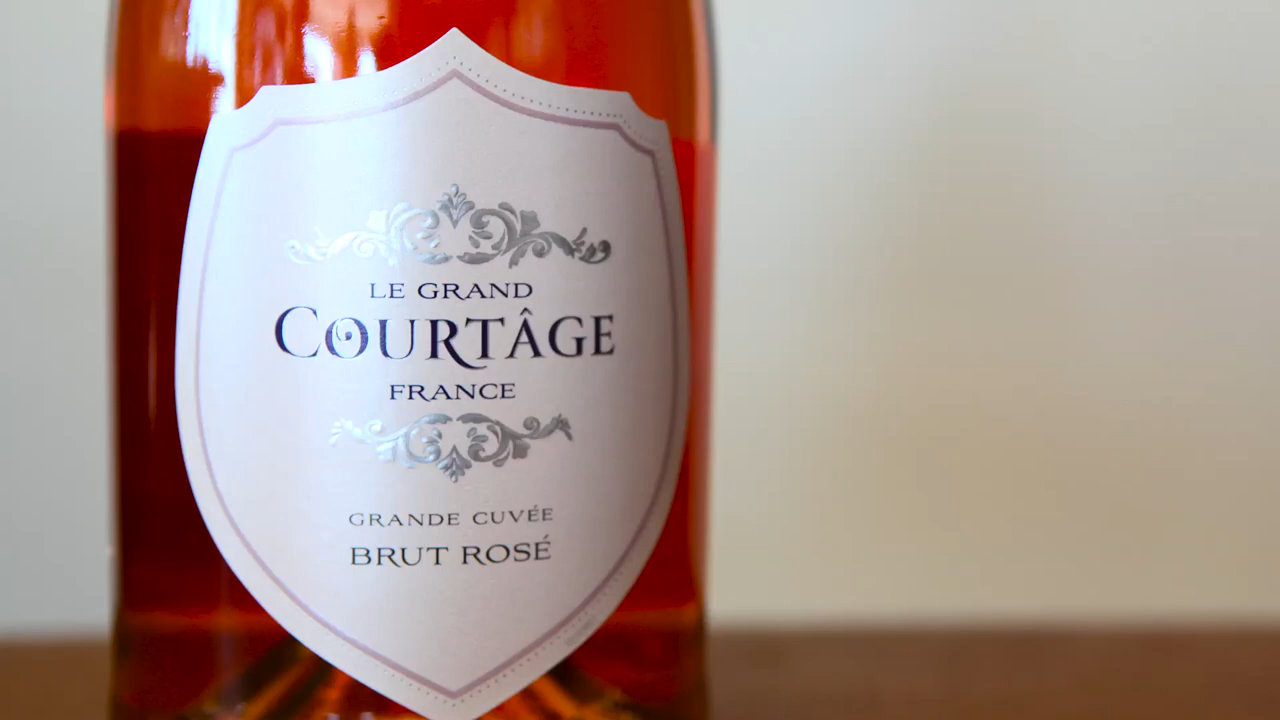 LE GRAND
COURTÂGE
FRANCE
GRANDE CUVÉE
BRUT ROSÉ